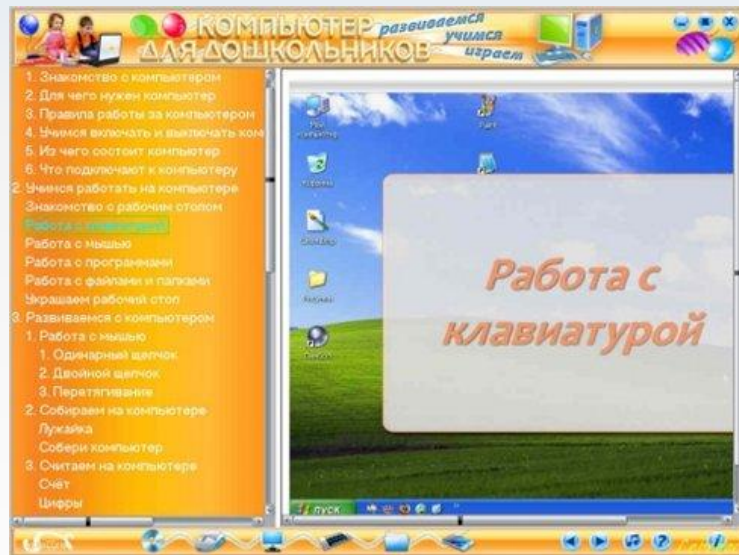 КОМПЬЮТЕР
ДЛЯ ДОШКОЛЬНИКОВ
развиваемся
учимся
играем
1. Знакомство с компьютером
2. Для чего нужен компьютер
3. Правила работы за компьютером
4. Учимся включать и выключать ком
5. Из чего состоит компьютер
6. Что подключают к компьютеру
2. Учимся работать на компьютере
Знакомство с рабочим столом
Работа с клавиатурой
Работа с мышью
Работа с программами
Работа с файлами и папками
Украшаем рабочий стол
3. Развиваемся с компьютером
1. Работа с мышью
1. Одинарный щелчок
2. Двойной щелчок
3. Перетягивание
2. Собираем на компьютере
Лужайка
Собери компьютер
3. Считаем на компьютере
Счёт
Цифры
Мой
компьютер
Корзина
Работа с
клавиатурой
пуск